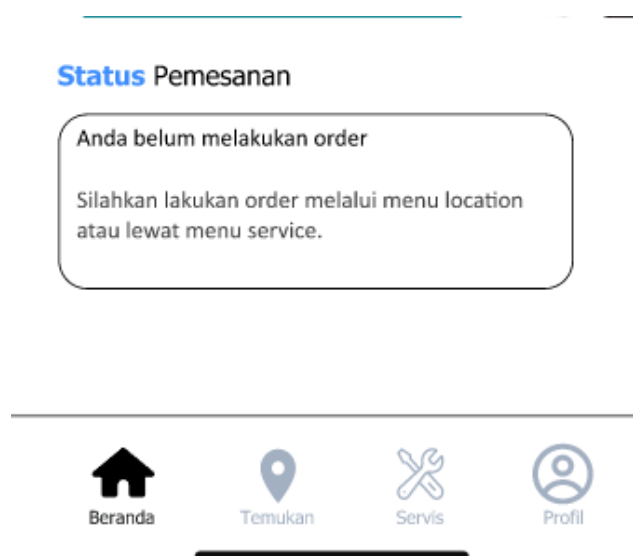 Status Pemesanan
Anda belum melakukan order
Silahkan lakukan order melalui menu location
atau lewat menu service.
Beranda
Temukan
Servis
Profil